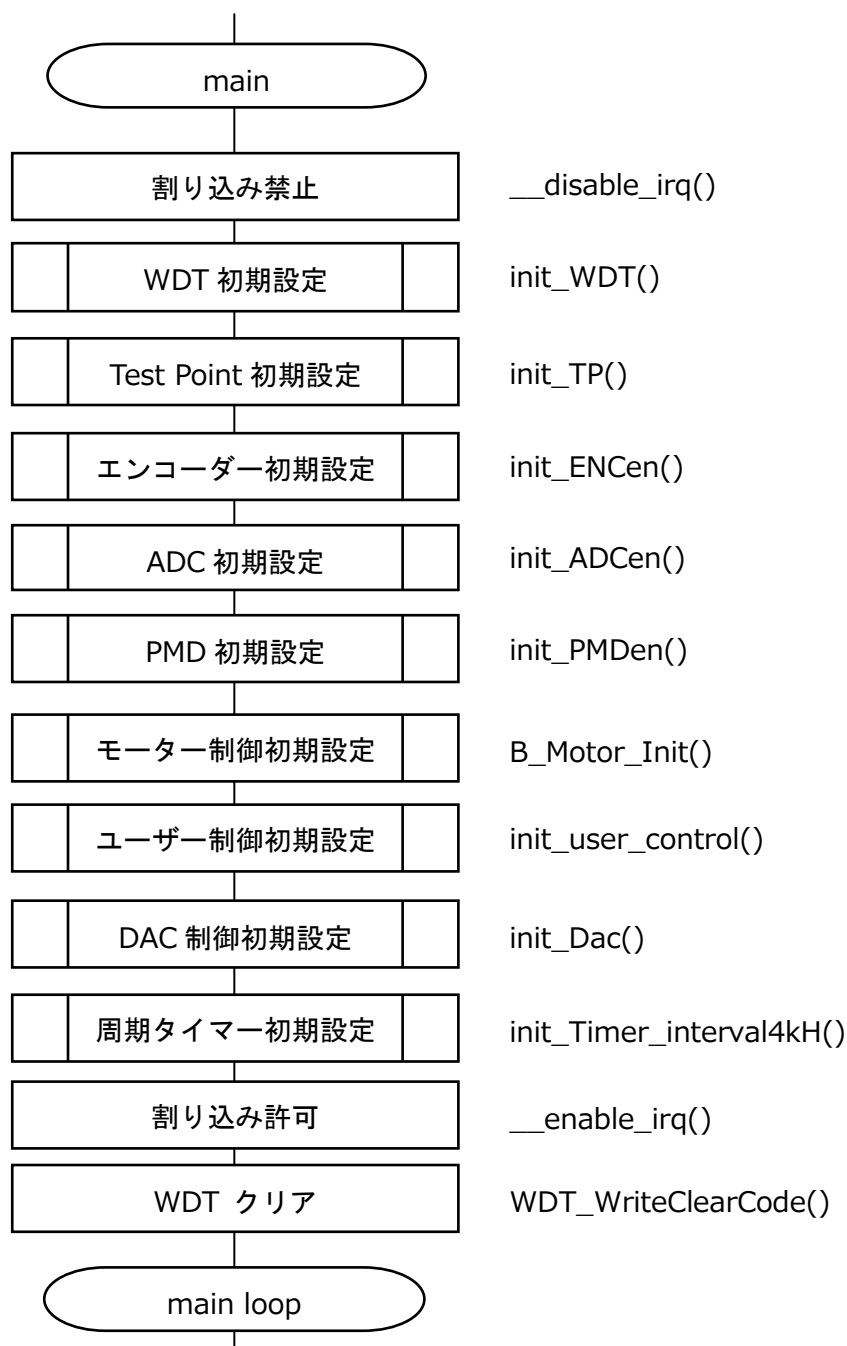 main
割り込み禁止 __disable_irq()
WDT 初期設定 init_WDT()
Test Point 初期設定 init_TP()
エンコーダー初期設定 init_ENCen()
ADC 初期設定 init_ADCen()
PMD 初期設定 init_PMDen()
モーター制御初期設定 B_Motor_Init()
ユーザー制御初期設定 init_user_control()
DAC 制御初期設定 init_Dac()
周期タイマー初期設定 init_Timer_interval4kH()
割り込み許可 __enable_irq()
WDT クリア WDT_WriteClearCode()
main loop